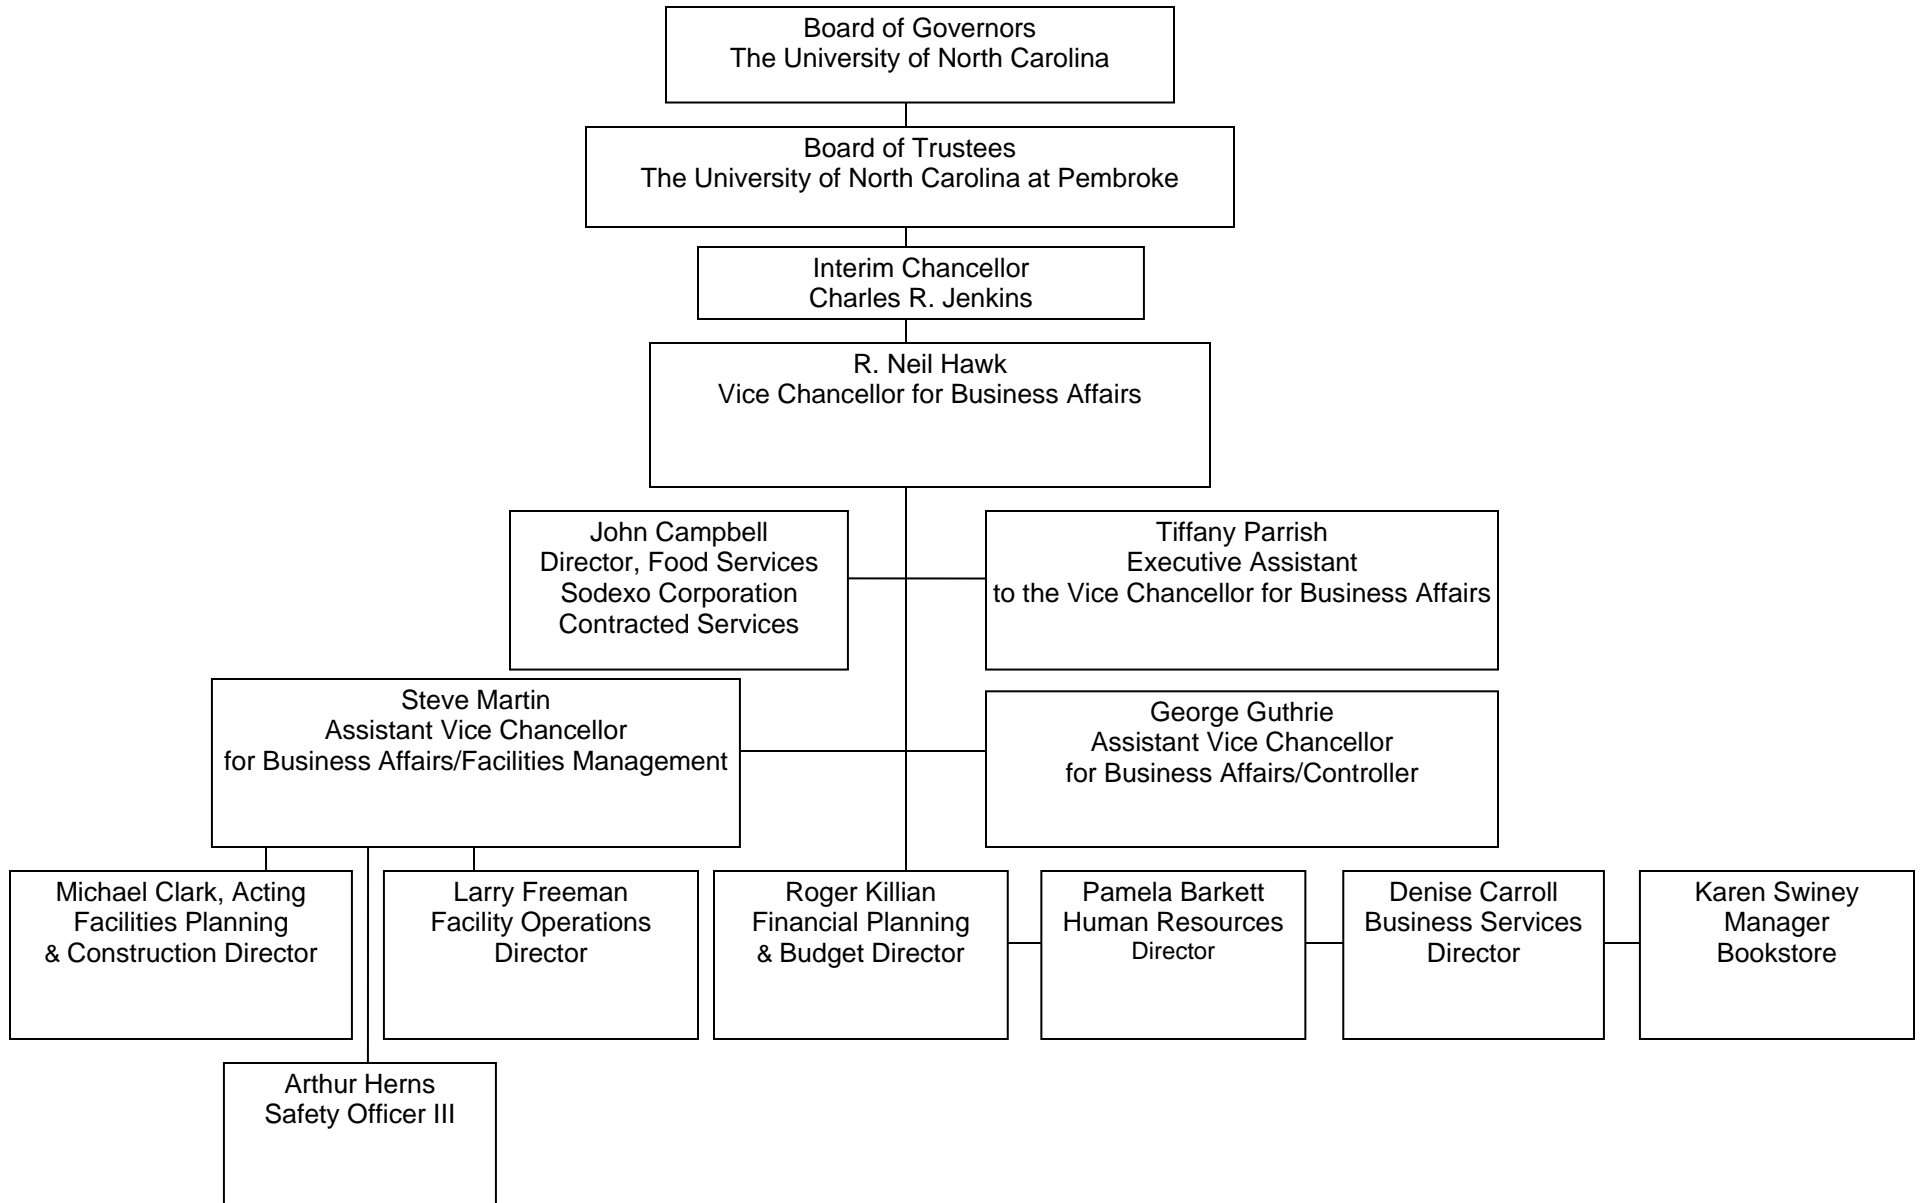 Board of Governors
The University of North Carolina
Board of Trustees
The University of North Carolina at Pembroke
Interim Chancellor
Charles R. Jenkins
R. Neil Hawk
Vice Chancellor for Business Affairs
John Campbell
Director, Food Services
Sodexo Corporation
Contracted Services
Tiffany Parrish
Executive Assistant
to the Vice Chancellor for Business Affairs
Steve Martin
Assistant Vice Chancellor
for Business Affairs/Facilities Management
George Guthrie
Assistant Vice Chancellor
for Business Affairs/Controller
Michael Clark, Acting
Facilities Planning
& Construction Director
Larry Freeman
Facility Operations
Director
Roger Killian
Financial Planning
& Budget Director
Pamela Barkett
Human Resources
Director
Denise Carroll
Business Services
Director
Karen Swiney
Manager
Bookstore
Arthur Herns
Safety Officer III